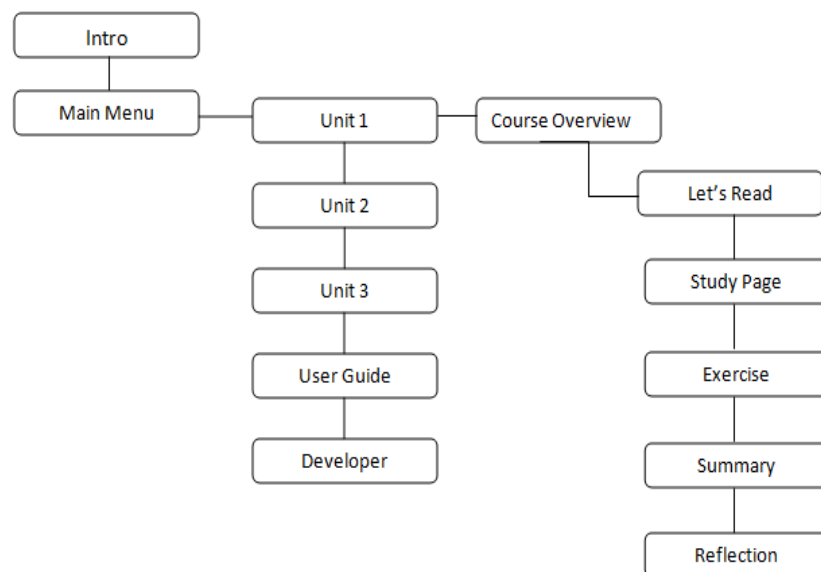 Intro
Main Menu
Unit 1
Course Overview
Unit 2
Let's Read
Unit 3
Study Page
User Guide
Exercise
Developer
Summary
Reflection